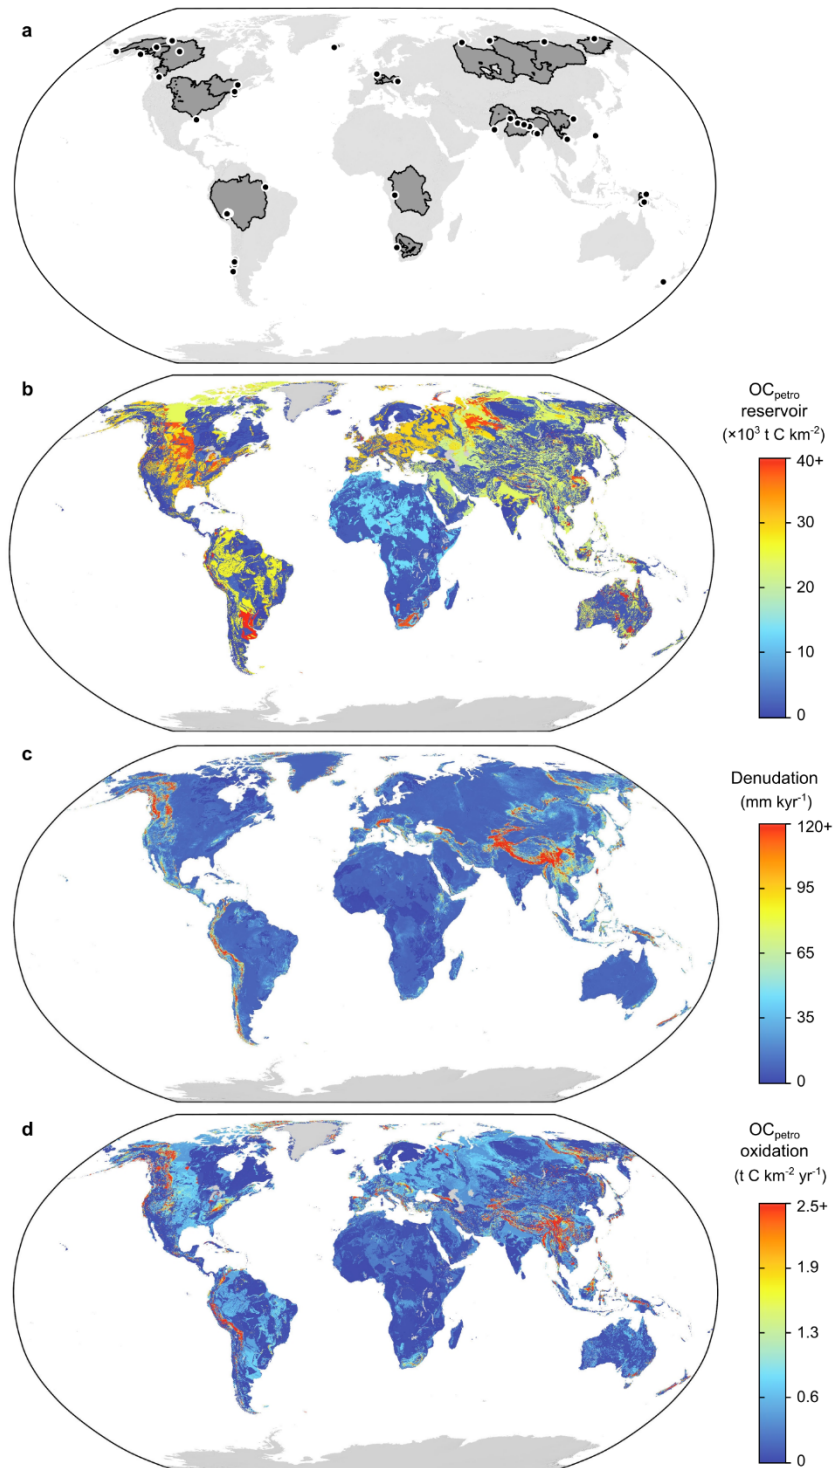 a
b
OCpetro
reservoir
(×10³ t C km⁻²)
40+
30
20
10
0
c
Denudation
(mm kyr⁻¹)
120+
95
65
35
0
d
OCpetro
oxidation
(t C km⁻² yr⁻¹)
2.5+
1.9
1.3
0.6
0